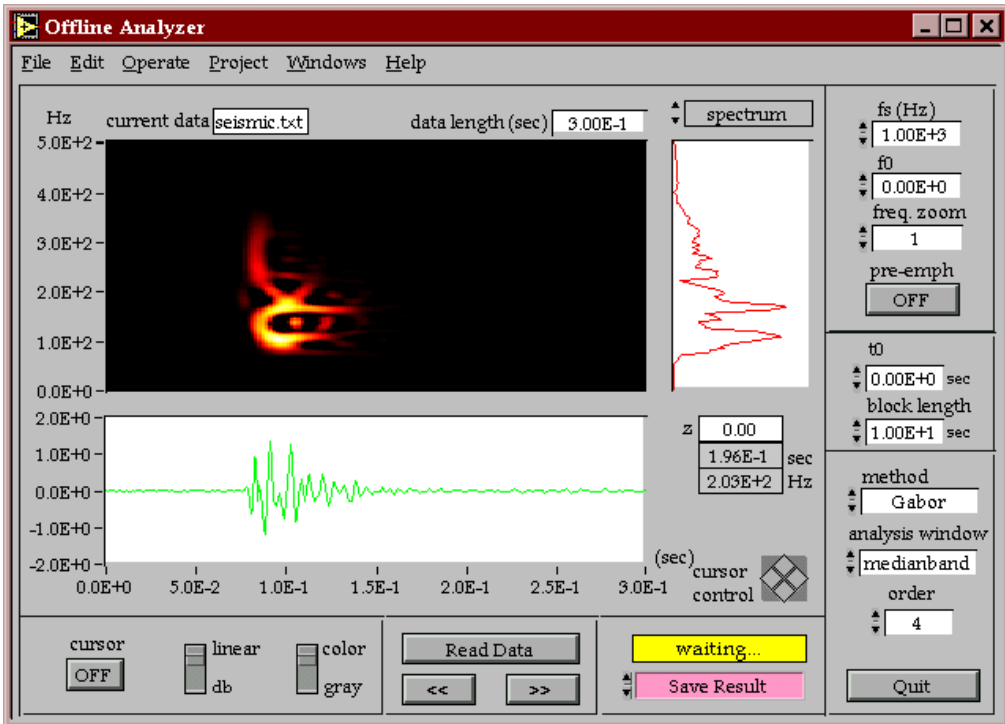 Offline Analyzer
File Edit Operate Project Windows Help
Hz current data seismic.txt data length (sec) 3.00E-1 spectrum
5.0E+2
4.0E+2
3.0E+2
2.0E+2
1.0E+2
0.0E+0
2.0E+0
1.0E+0
0.0E+0
-1.0E+0
-2.0E+0
0.0E+0 5.0E-2 1.0E-1 1.5E-1 2.0E-1 2.5E-1 3.0E-1 (sec)
z 0.00
1.96E-1 sec
2.03E+2 Hz
cursor
control
fs (Hz)
1.00E+3
f0
0.00E+0
freq. zoom
1
pre-emph
OFF
t0
0.00E+0 sec
block length
1.00E+1 sec
method
Gabor
analysis window
medianband
order
4
cursor
OFF
linear
db
color
gray
Read Data
<< >>
waiting...
Save Result
Quit